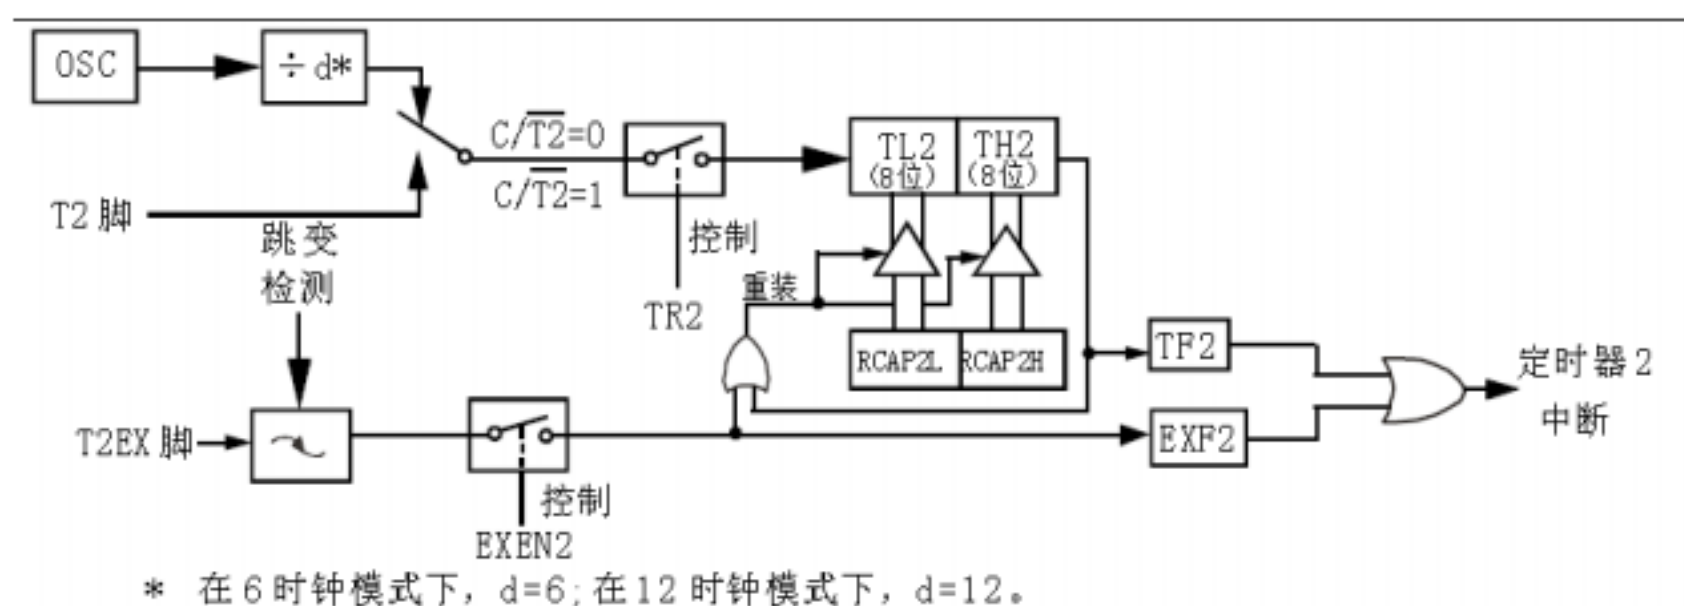 OSC
÷ d*
C/T2=0
C/T2=1
T2 脚
跳变
检测
控制
TR2
TL2
(8位)
TH2
(8位)
重装
RCAP2L
RCAP2H
TF2
定时器 2
中断
T2EX 脚
EXF2
控制
EXEN2
* 在 6 时钟模式下, d=6; 在 12 时钟模式下, d=12。